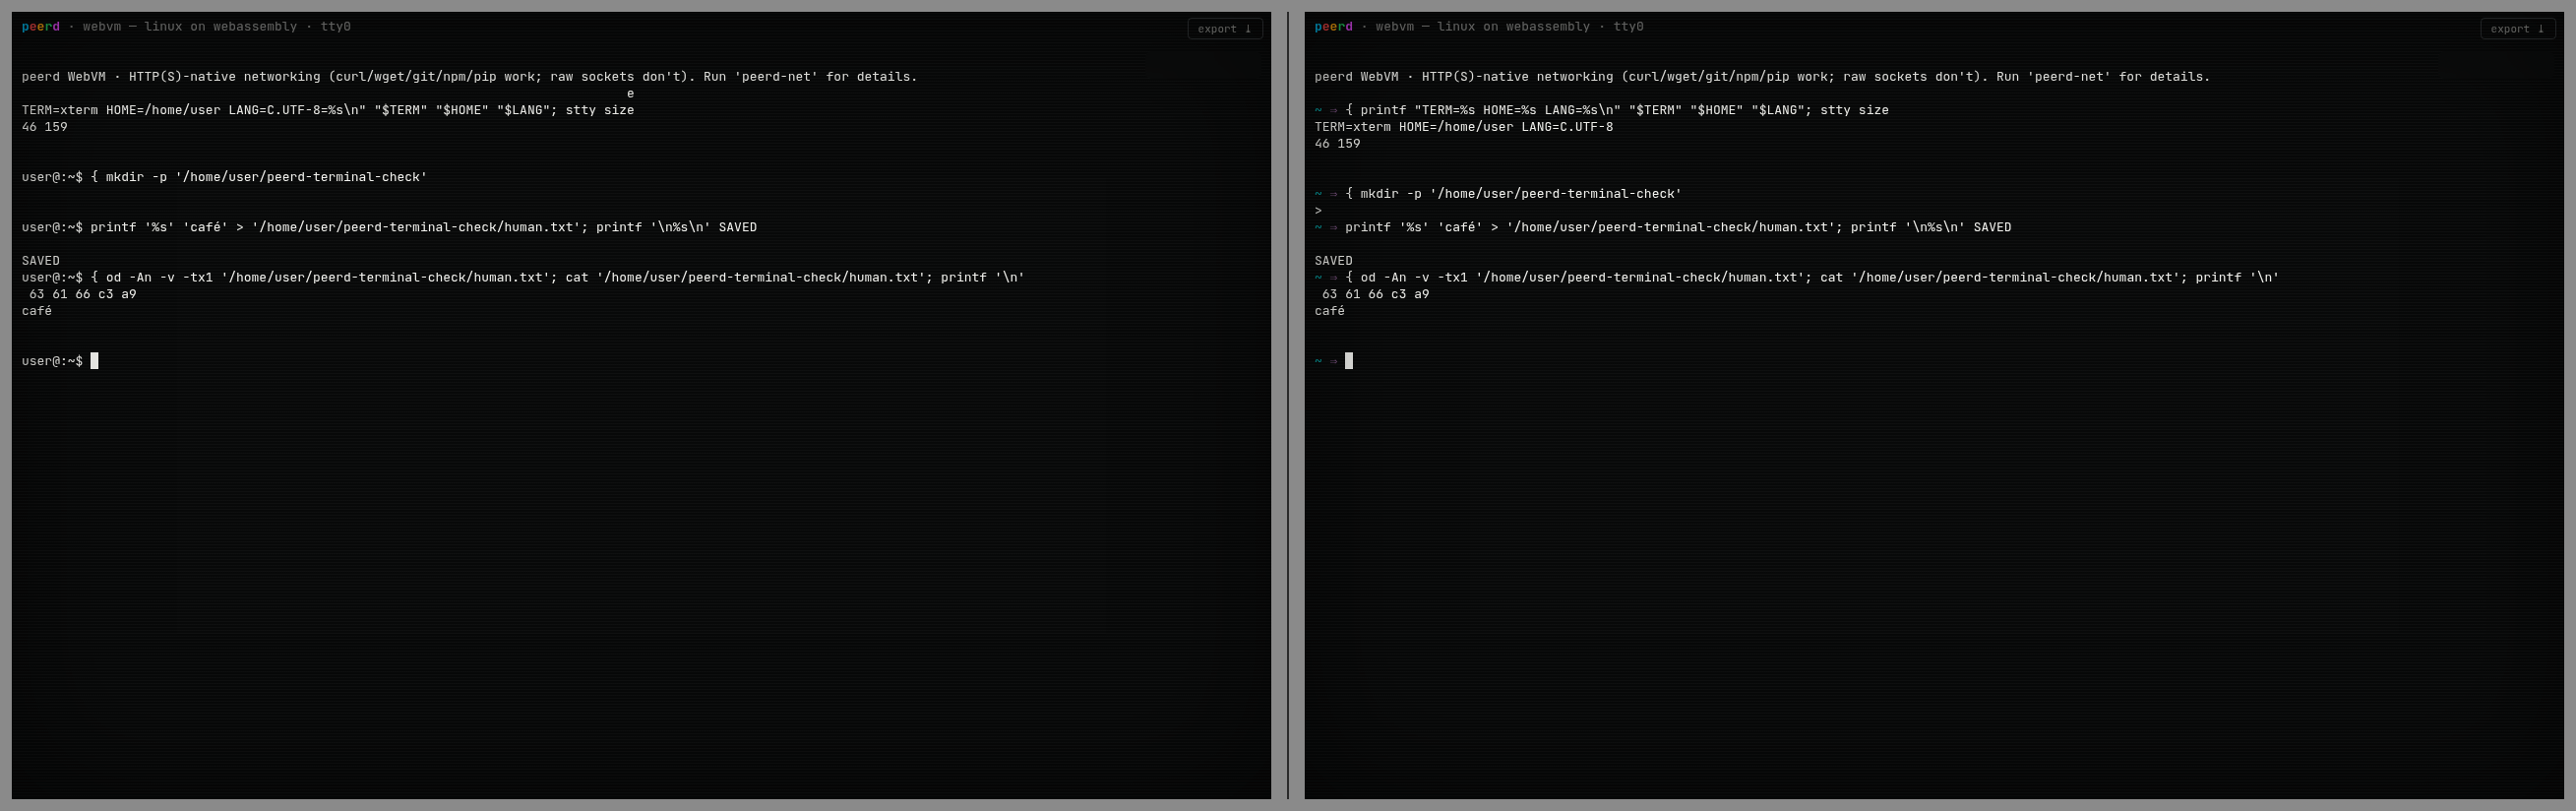 peerd · webvm — linux on webassembly · tty0
export ↓
peerd WebVM · HTTP(S)-native networking (curl/wget/git/npm/pip work; raw sockets don't). Run 'peerd-net' for details.
e
TERM=xterm HOME=/home/user LANG=C.UTF-8=%s\n" "$TERM" "$HOME" "$LANG"; stty size
46 159
user@:~$ { mkdir -p '/home/user/peerd-terminal-check'
user@:~$ printf '%s' 'café' > '/home/user/peerd-terminal-check/human.txt'; printf '\n%s\n' SAVED
SAVED
user@:~$ { od -An -v -tx1 '/home/user/peerd-terminal-check/human.txt'; cat '/home/user/peerd-terminal-check/human.txt'; printf '\n'
63 61 66 c3 a9
café
user@:~$
peerd · webvm — linux on webassembly · tty0
export ↓
peerd WebVM · HTTP(S)-native networking (curl/wget/git/npm/pip work; raw sockets don't). Run 'peerd-net' for details.
~ ⇒ { printf "TERM=%s HOME=%s LANG=%s\n" "$TERM" "$HOME" "$LANG"; stty size
TERM=xterm HOME=/home/user LANG=C.UTF-8
46 159
~ ⇒ { mkdir -p '/home/user/peerd-terminal-check'
>
~ ⇒ printf '%s' 'café' > '/home/user/peerd-terminal-check/human.txt'; printf '\n%s\n' SAVED
SAVED
~ ⇒ { od -An -v -tx1 '/home/user/peerd-terminal-check/human.txt'; cat '/home/user/peerd-terminal-check/human.txt'; printf '\n'
63 61 66 c3 a9
café
~ ⇒